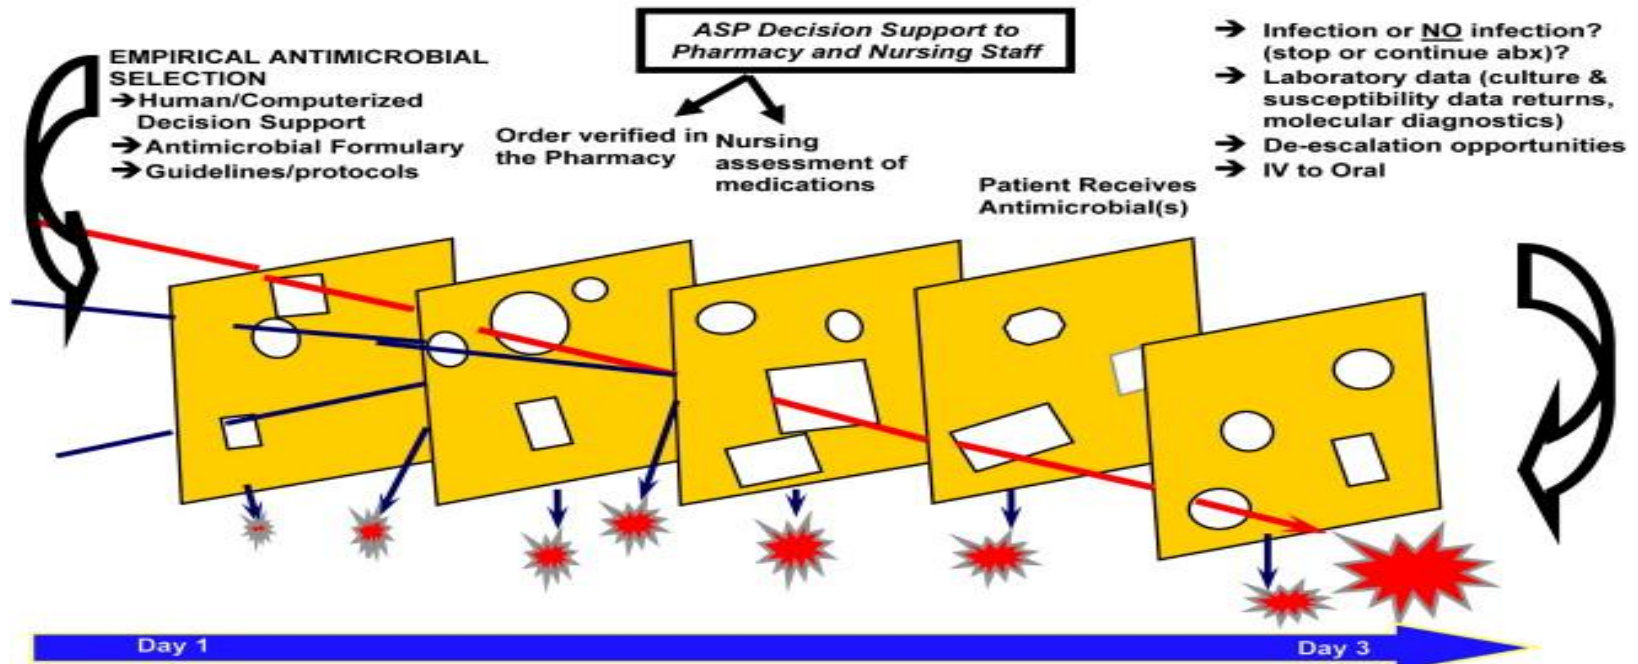 EMPIRICAL ANTIMICROBIAL
SELECTION
→Human/Computerized
Decision Support
→Antimicrobial Formulary
→Guidelines/protocols
ASP Decision Support to
Pharmacy and Nursing Staff
Order verified in
the Pharmacy
Nursing
assessment of
medications
Patient Receives
Antimicrobial(s)
→ Infection or NO infection?
(stop or continue abx)?
→ Laboratory data (culture &
susceptibility data returns,
molecular diagnostics)
→ De-escalation opportunities
→ IV to Oral
Day 1
Day 3